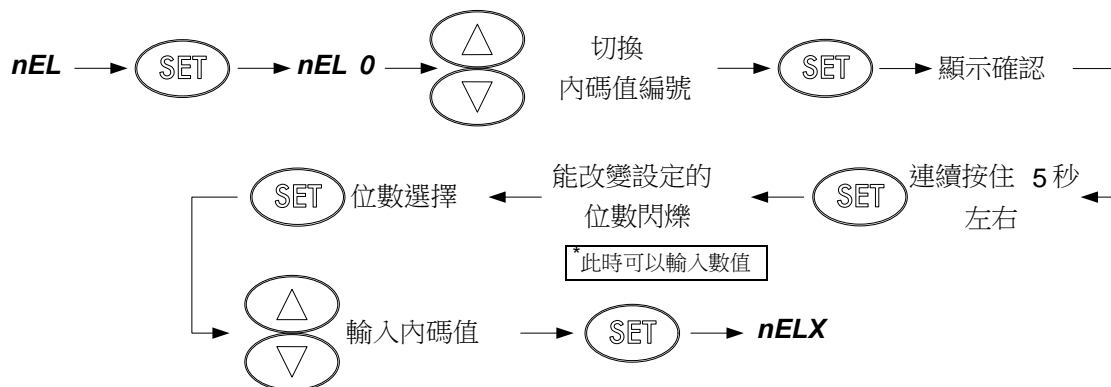 nEL
SET
nEL 0
切換
內碼值編號
SET
顯示確認
連續按住 5秒
左右
SET
能改變設定的
位數閃爍
*此時可以輸入數值
SET
位數選擇
輸入內碼值
SET
nELX